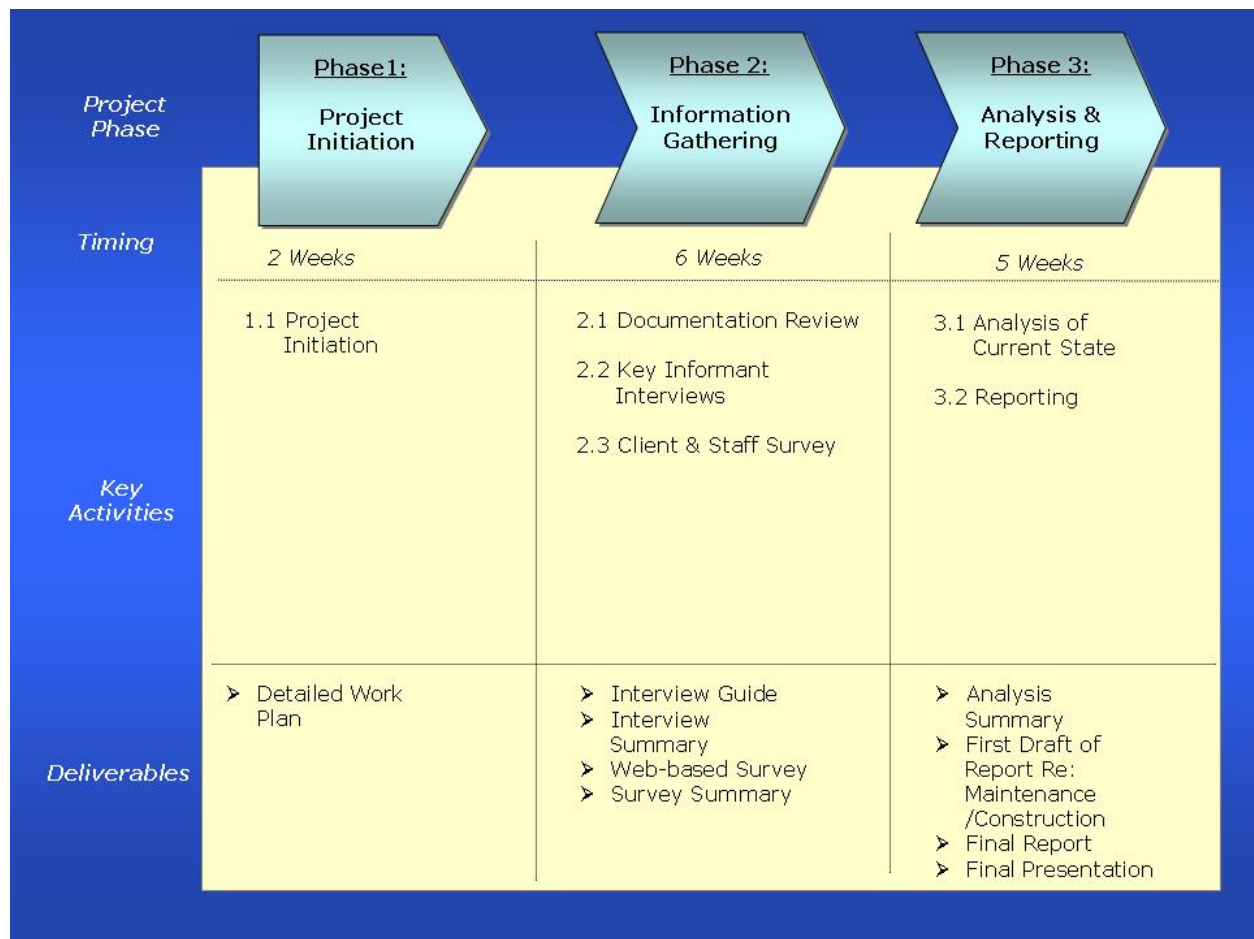 Project
Phase
Phase1:
Project
Initiation
Phase 2:
Information
Gathering
Phase 3:
Analysis &
Reporting
Timing
2 Weeks
6 Weeks
5 Weeks
Key
Activities
1.1 Project
Initiation
2.1 Documentation Review
2.2 Key Informant
Interviews
2.3 Client & Staff Survey
3.1 Analysis of
Current State
3.2 Reporting
Deliverables
➢ Detailed Work
Plan
➢ Interview Guide
➢ Interview
Summary
➢ Web-based Survey
➢ Survey Summary
➢ Analysis
Summary
➢ First Draft of
Report Re:
Maintenance
/Construction
➢ Final Report
➢ Final Presentation